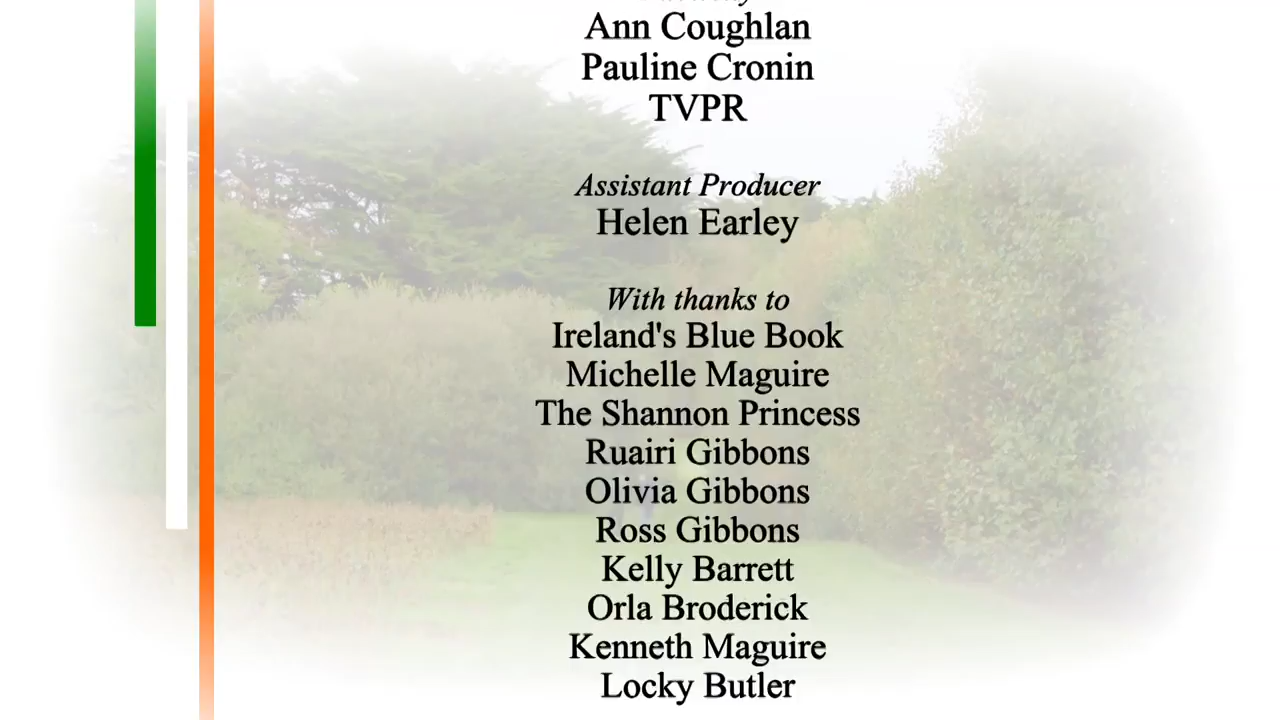 Ann Coughlan
Pauline Cronin
TVPR
Assistant Producer
Helen Earley
With thanks to
Ireland's Blue Book
Michelle Maguire
The Shannon Princess
Ruairi Gibbons
Olivia Gibbons
Ross Gibbons
Kelly Barrett
Orla Broderick
Kenneth Maguire
Locky Butler